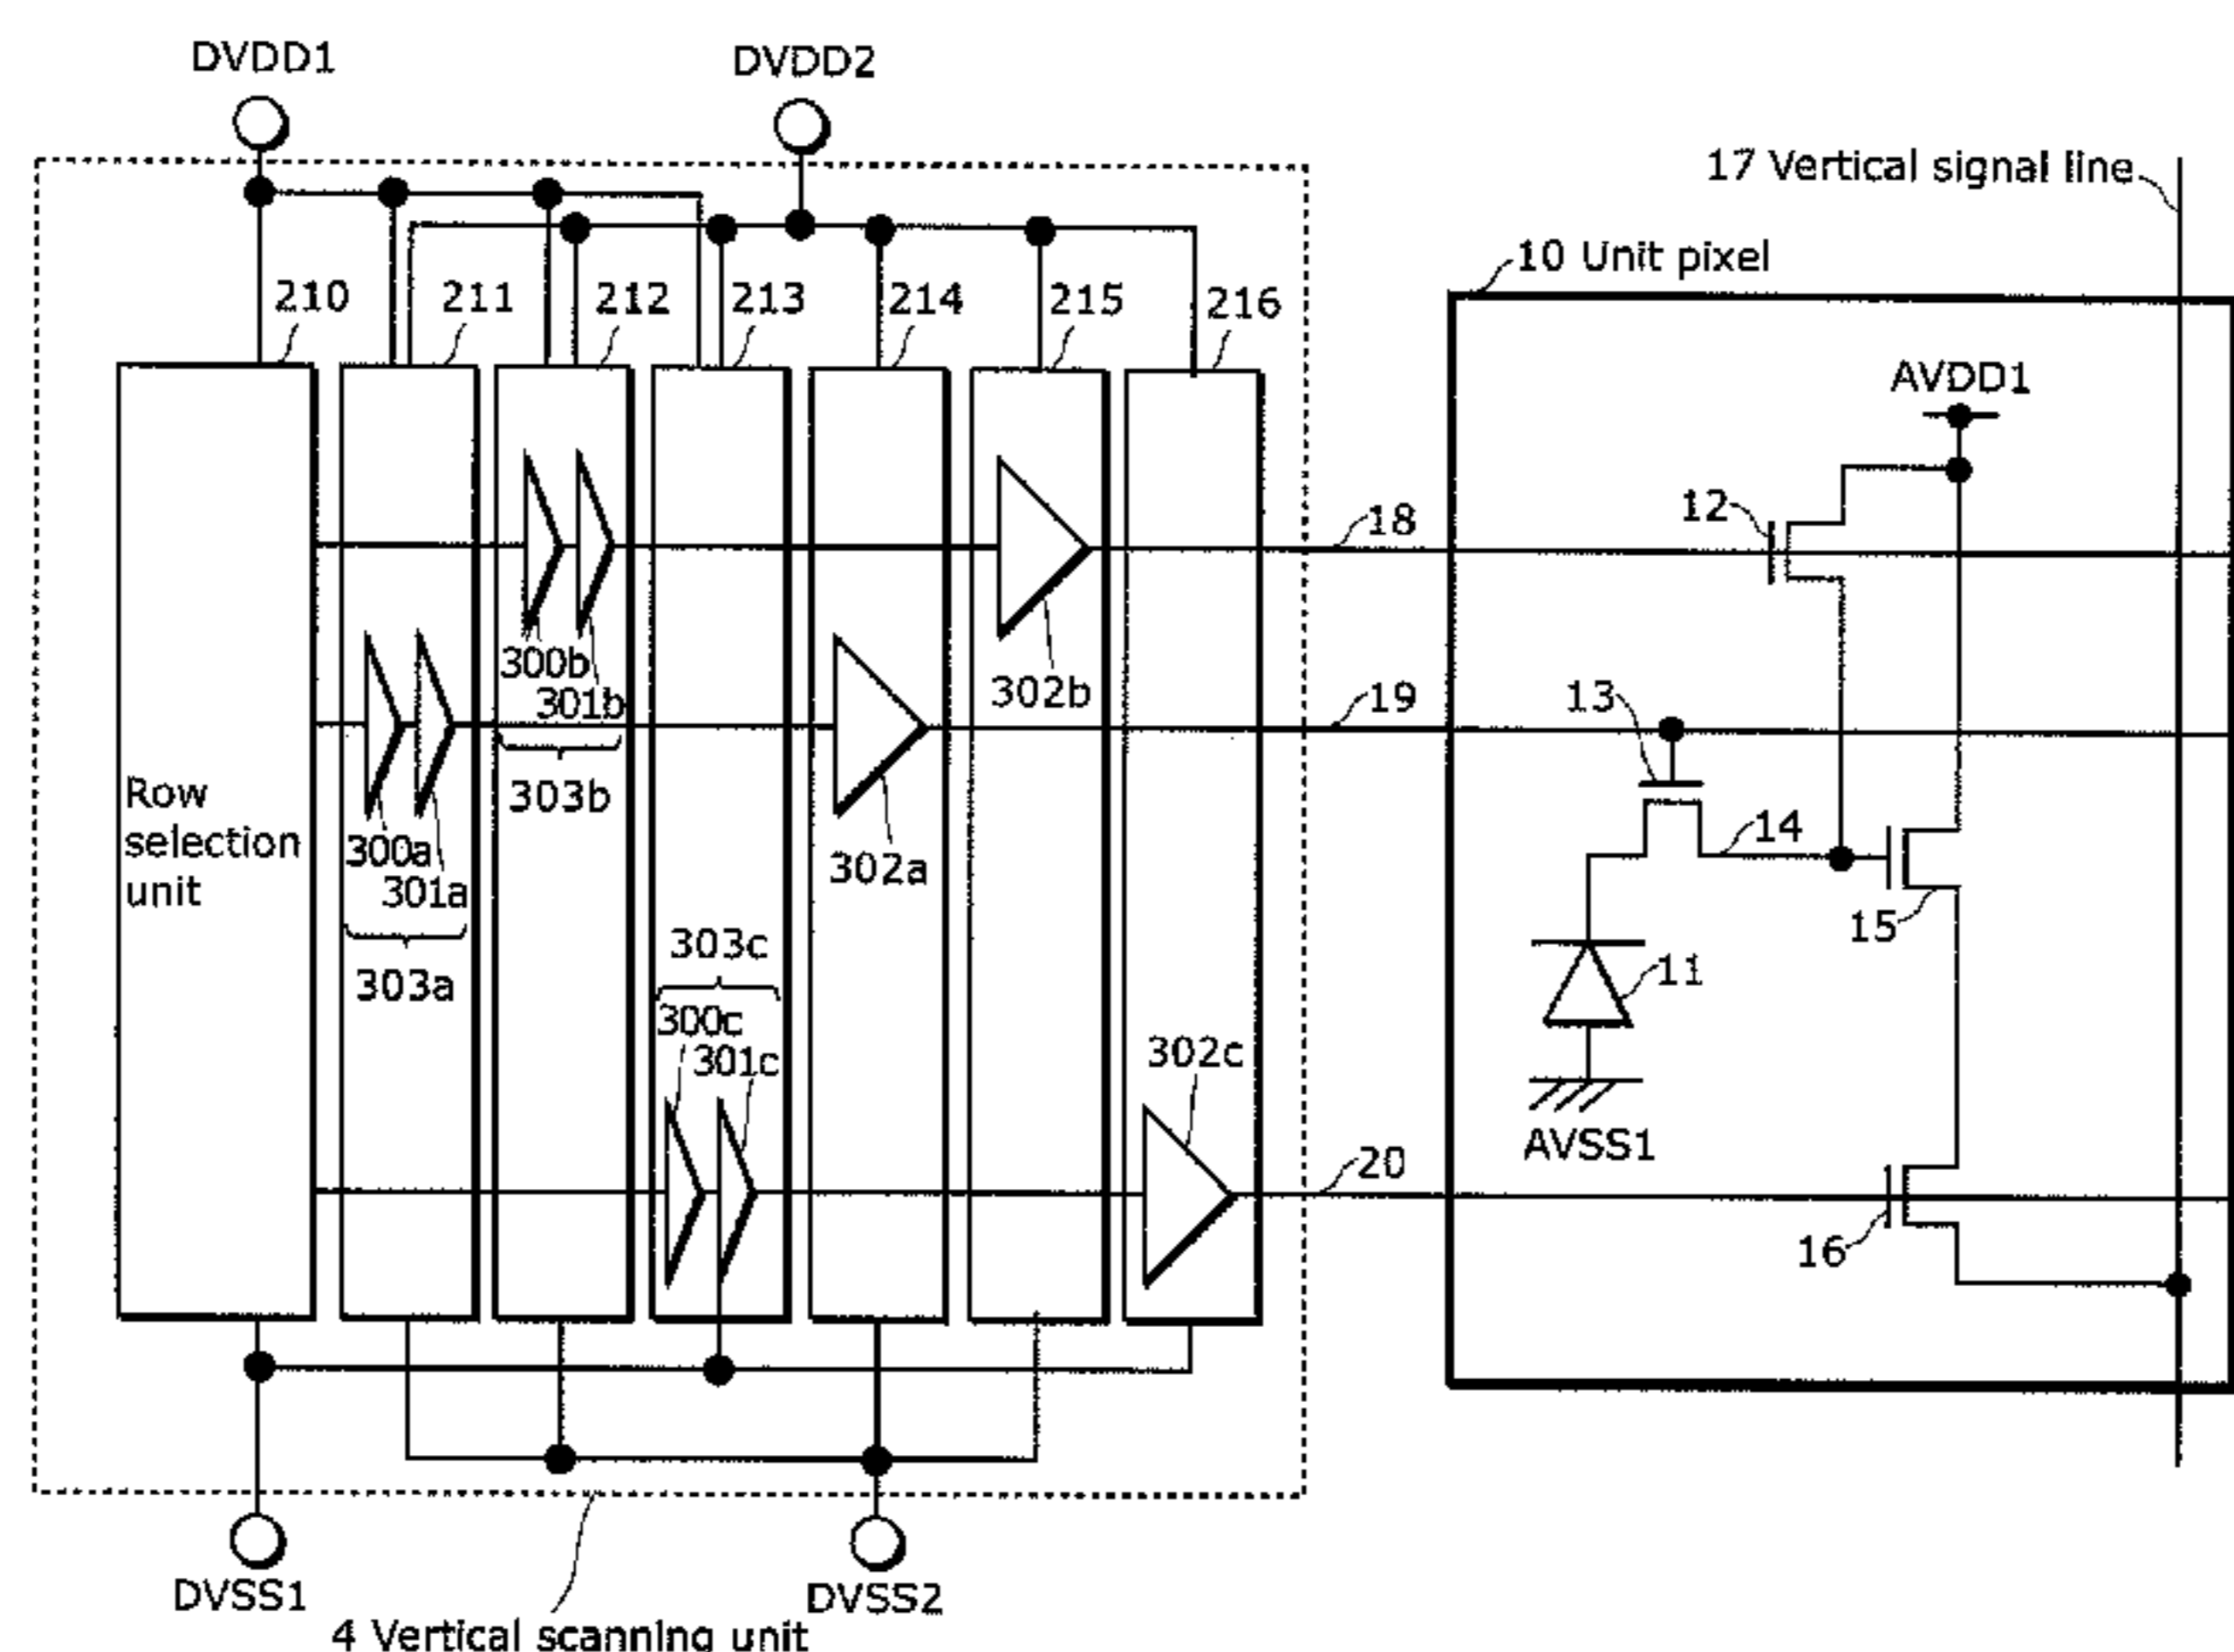 DVDD1
DVDD2
17 Vertical signal line
10 Unit pixel
210
211
212
213
214
215
216
AVDD1
12
18
300b
301b
302b
13
19
303b
Row
selection
unit
300a
301a
302a
14
15
303a
303c
300c
301c
11
302c
AVSS1
20
16
DVSS1
DVSS2
4 Vertical scanning unit